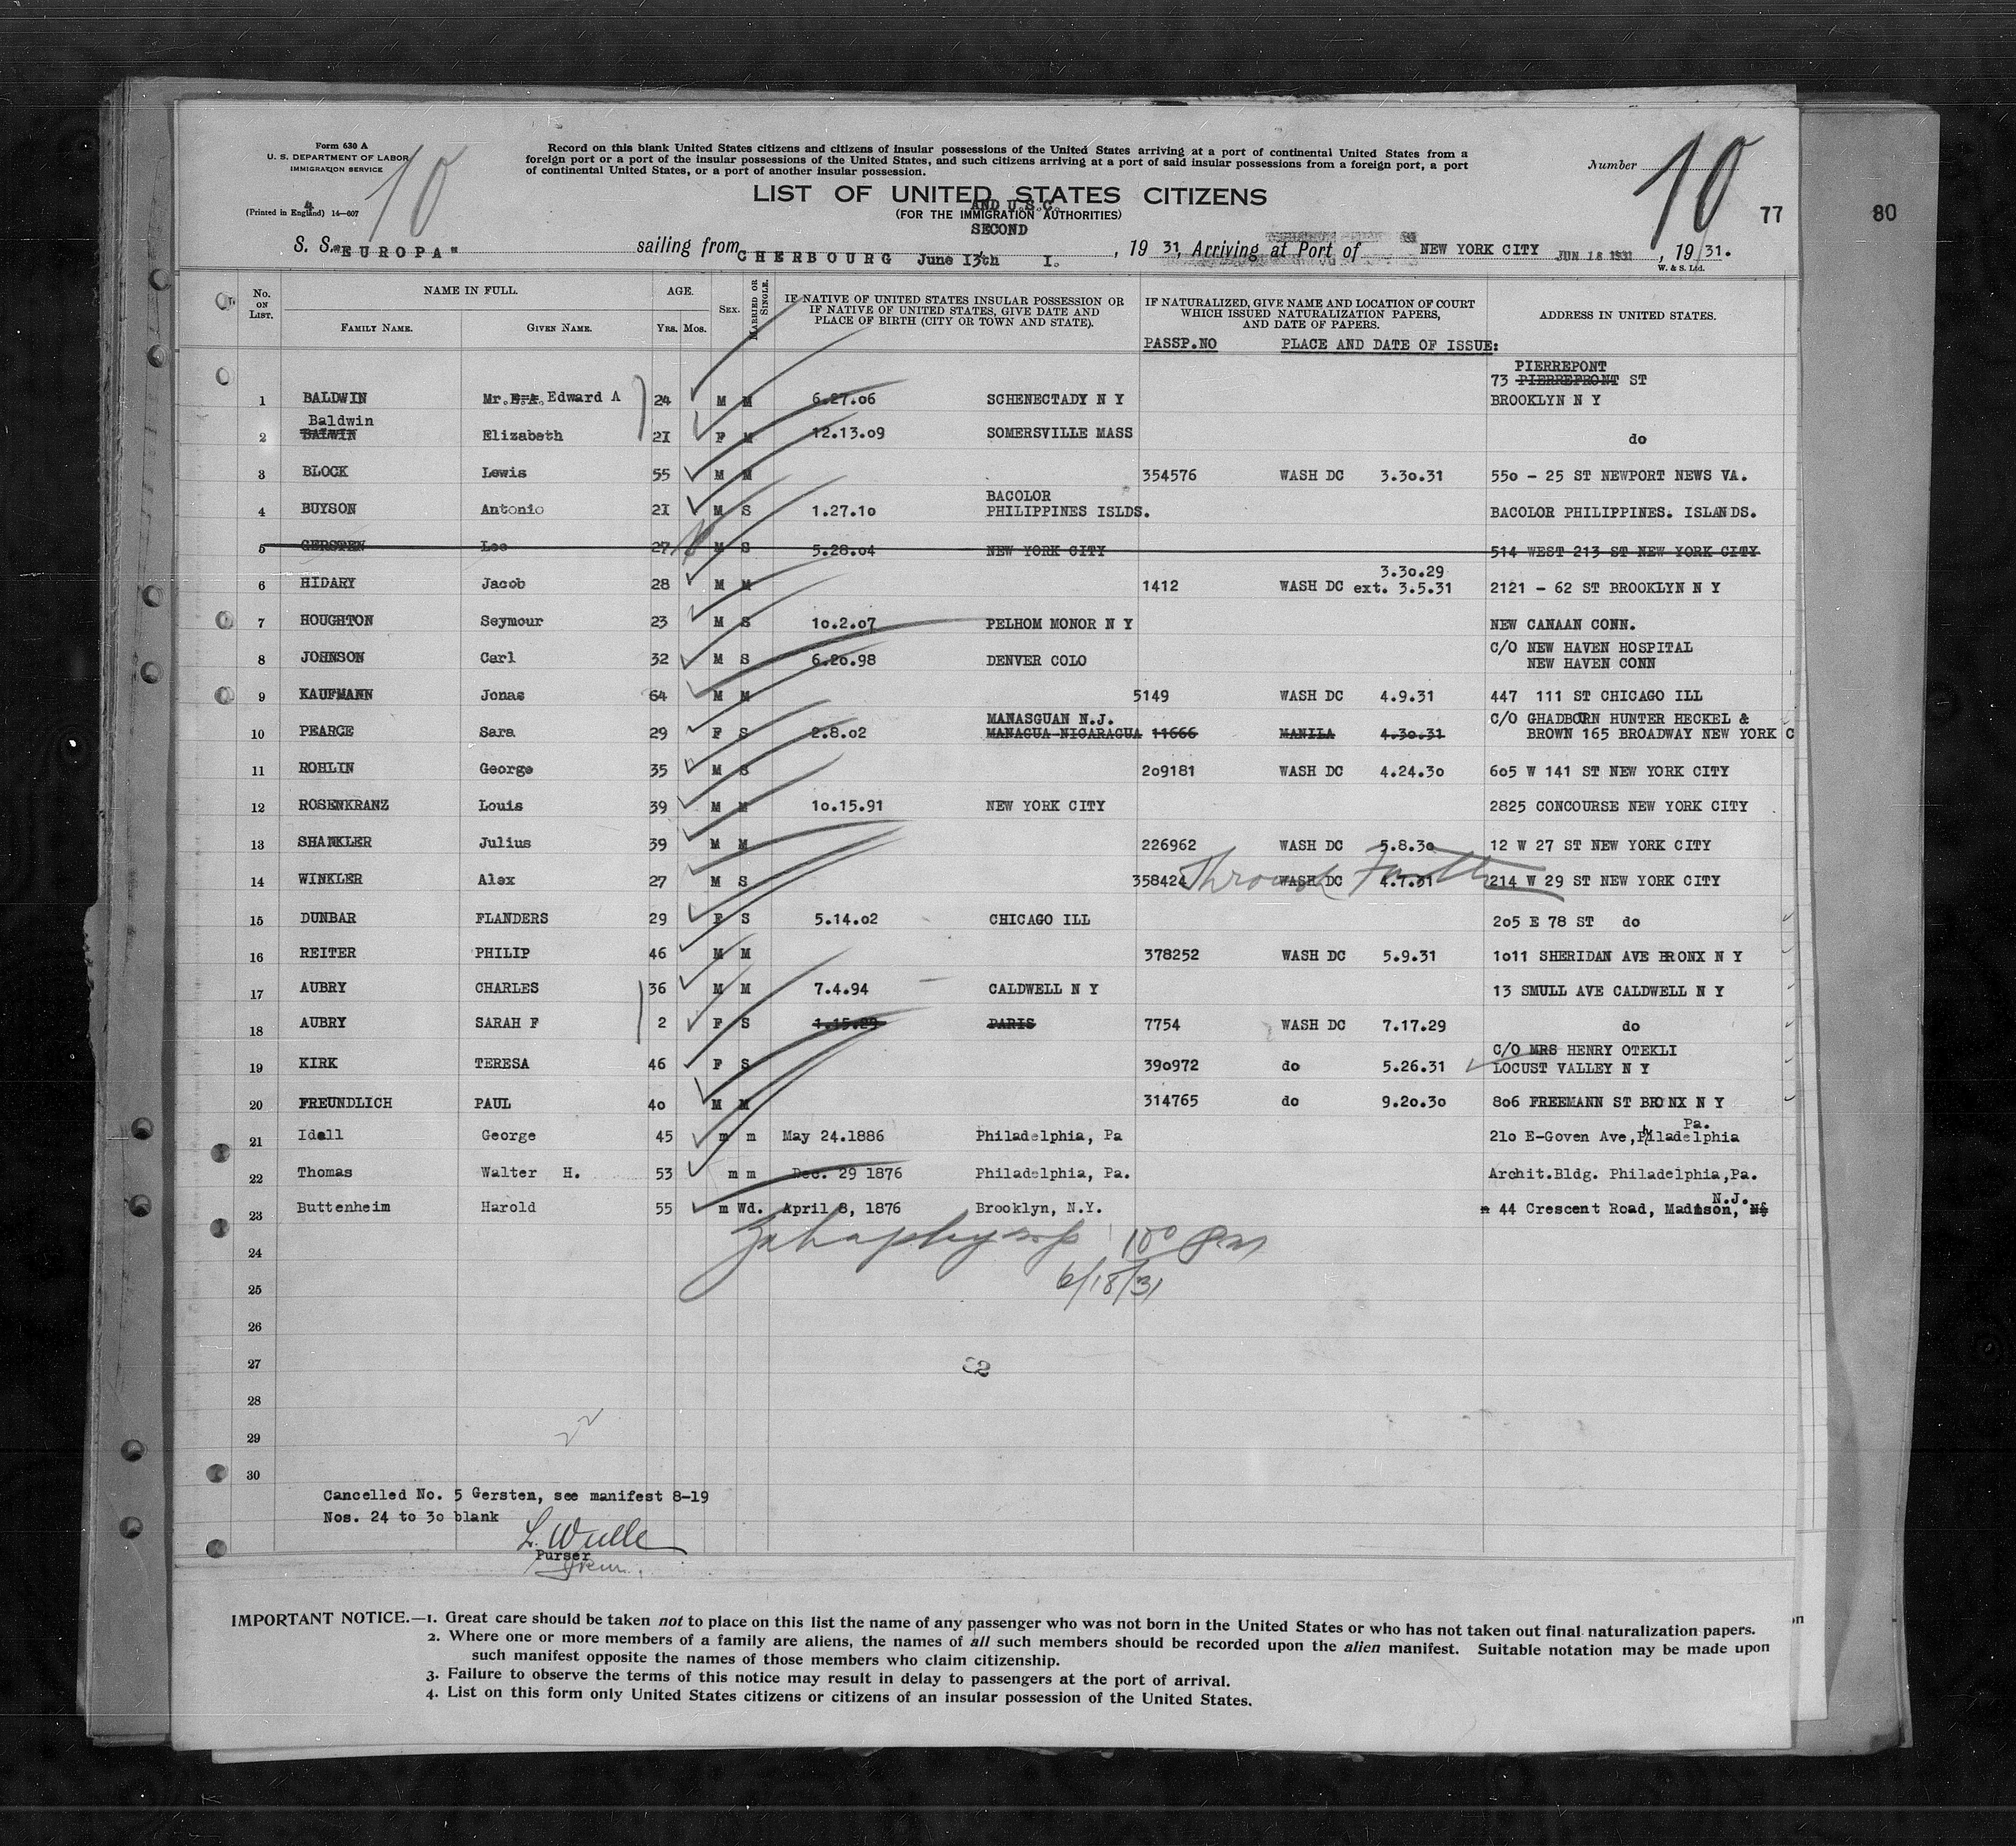 Form 630 A
U. S. DEPARTMENT OF LABOR
IMMIGRATION SERVICE
(Printed in England) 14—607
4
10
Record on this blank United States citizens and citizens of insular possessions of the United States arriving at a port of continental United States from a
foreign port or a port of the insular possessions of the United States, and such citizens arriving at a port of said insular possessions from a foreign port, a port
of continental United States, or a port of another insular possession.
LIST OF UNITED STATES CITIZENS
AND U.S.C.
(FOR THE IMMIGRATION AUTHORITIES)
SECOND
Number 10
77
80
S. S. "EUROPA" sailing from CHERBOURG June 13th I. , 19 31, Arriving at Port of NEW YORK CITY JUN 18 1931 , 19 31.
W. & S. Ltd.
No. ON LIST.
NAME IN FULL.
FAMILY NAME. GIVEN NAME.
AGE.
YRS. MOS.
SEX.
MARRIED OR SINGLE.
IF NATIVE OF UNITED STATES INSULAR POSSESSION OR
IF NATIVE OF UNITED STATES, GIVE DATE AND
PLACE OF BIRTH (CITY OR TOWN AND STATE).
IF NATURALIZED, GIVE NAME AND LOCATION OF COURT
WHICH ISSUED NATURALIZATION PAPERS,
AND DATE OF PAPERS.
PASSP.NO PLACE AND DATE OF ISSUE:
ADDRESS IN UNITED STATES.
PIERREPONT
73 PIERREFRONT ST
1 BALDWIN Mr. E.A. Edward A 24 M M 6.27.06 SCHENECTADY N Y BROOKLYN N Y
Baldwin
2 BALWIN Elizabeth 2I F M 12.13.09 SOMERSVILLE MASS do
3 BLOCK Lewis 55 M M 354576 WASH DC 3.30.31 550 - 25 ST NEWPORT NEWS VA.
BACOLOR
4 BUYSON Antonio 2I M S 1.27.10 PHILIPPINES ISLDS. BACOLOR PHILIPPINES. ISLANDS.
5 GERSTEN Leo 27 M S 5.28.04 NEW YORK CITY 514 WEST 213 ST NEW YORK CITY
3.30.29
6 HIDARY Jacob 28 M M 1412 WASH DC ext. 3.5.31 2121 - 62 ST BROOKLYN N Y
7 HOUGHTON Seymour 23 M S 10.2.07 PELHOM MONOR N Y NEW CANAAN CONN.
C/O NEW HAVEN HOSPITAL
8 JOHNSON Carl 32 M S 6.20.98 DENVER COLO NEW HAVEN CONN
9 KAUFMANN Jonas 64 M M 5149 WASH DC 4.9.31 447 111 ST CHICAGO ILL
MANASGUAN N.J. C/O GHADBOURN HUNTER HECKEL &
10 PEARCE Sara 29 F S 2.8.02 MANAGUA NICARAGUA 11666 MANILA 4.30.31 BROWN 165 BROADWAY NEW YORK C
11 ROHLIN George 35 M S 209181 WASH DC 4.24.30 605 W 141 ST NEW YORK CITY
12 ROSENKRANZ Louis 39 M M 10.15.91 NEW YORK CITY 2825 CONCOURSE NEW YORK CITY
13 SHANKLER Julius 39 M M 226962 WASH DC 5.8.30 12 W 27 ST NEW YORK CITY
14 WINKLER Alex 27 M S 358424 WASH DC 4.7.31 214 W 29 ST NEW YORK CITY
15 DUNBAR FLANDERS 29 F S 5.14.02 CHICAGO ILL 205 E 78 ST do
16 REITER PHILIP 46 M M 378252 WASH DC 5.9.31 1011 SHERIDAN AVE BRONX N Y
17 AUBRY CHARLES 36 M M 7.4.94 CALDWELL N Y 13 SMULL AVE CALDWELL N Y
18 AUBRY SARAH F 2 F S 1.15.29 PARIS 7754 WASH DC 7.17.29 do
C/O MRS HENRY OTEKLI
19 KIRK TERESA 46 F S 390972 do 5.26.31 LOCUST VALLEY N Y
20 FREUNDLICH PAUL 40 M M 314765 do 9.20.30 806 FREEMANN ST BRONX N Y
Pa.
21 Idell George 45 m m May 24.1886 Philadelphia, Pa 210 E-Goven Ave, Philadelphia
22 Thomas Walter H. 53 m m Dec. 29 1876 Philadelphia, Pa. Archit.Bldg. Philadelphia,Pa.
N.J.
23 Buttenheim Harold 55 m Wd. April 8, 1876 Brooklyn, N.Y. 44 Crescent Road, Madison,
24
10 Pm
25
6/18/31
26
27
28
29
30
Cancelled No. 5 Gersten, see manifest 8-19
Nos. 24 to 30 blank
L. Wulle
Purser
IMPORTANT NOTICE.—1. Great care should be taken not to place on this list the name of any passenger who was not born in the United States or who has not taken out final naturalization papers.
2. Where one or more members of a family are aliens, the names of all such members should be recorded upon the alien manifest. Suitable notation may be made upon
such manifest opposite the names of those members who claim citizenship.
3. Failure to observe the terms of this notice may result in delay to passengers at the port of arrival.
4. List on this form only United States citizens or citizens of an insular possession of the United States.